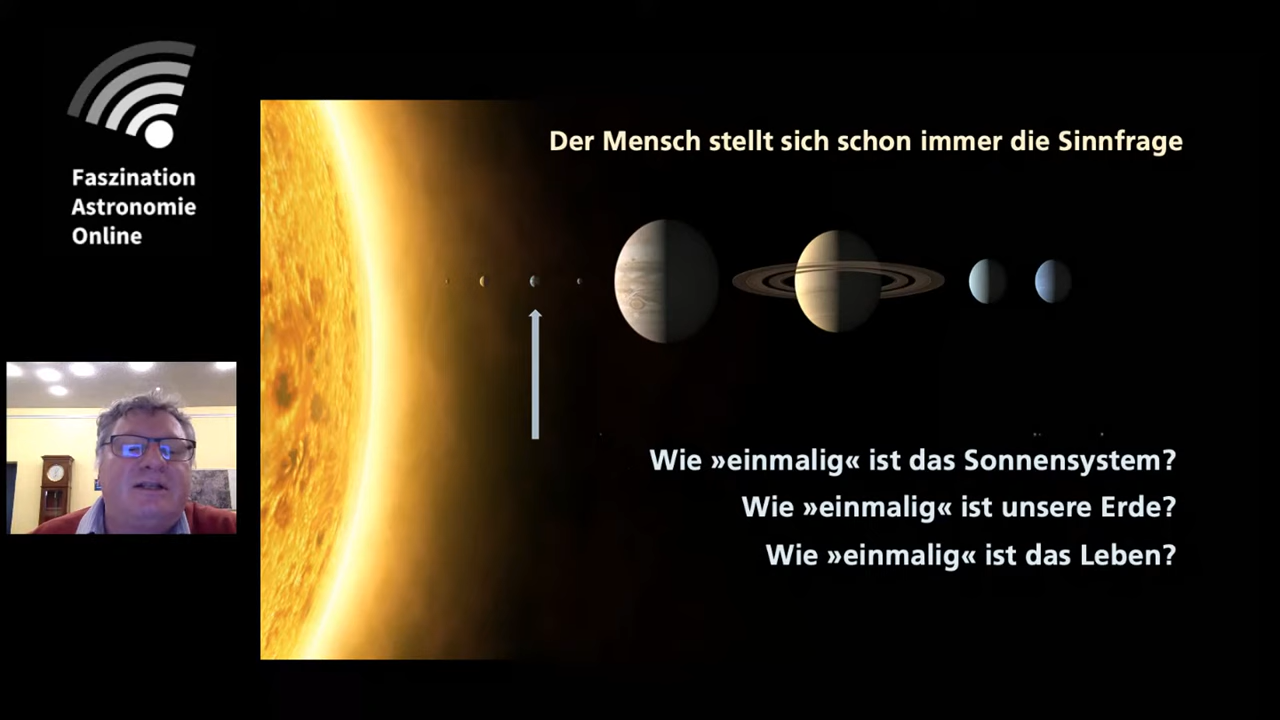 Faszination
Astronomie
Online
Der Mensch stellt sich schon immer die Sinnfrage
Wie »einmalig« ist das Sonnensystem?
Wie »einmalig« ist unsere Erde?
Wie »einmalig« ist das Leben?